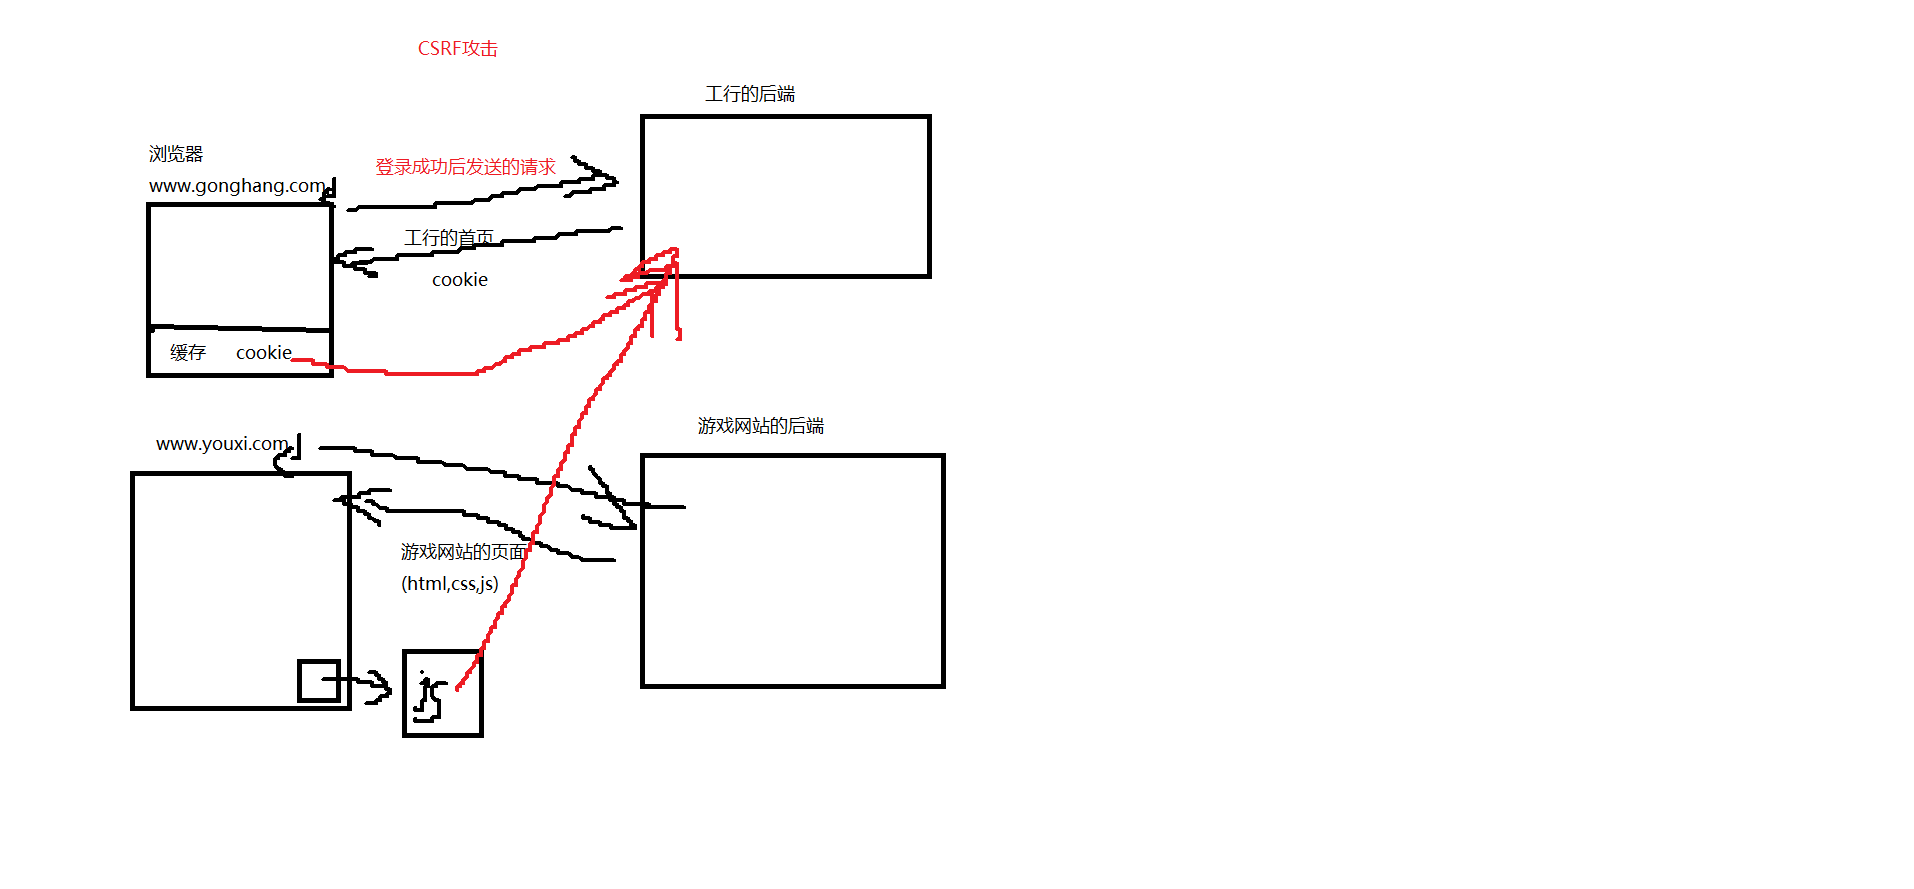 CSRF攻击
工行的后端
浏览器
www.gonghang.com
登录成功后发送的请求
工行的首页
cookie
缓存 cookie
www.youxi.com
游戏网站的后端
游戏网站的页面
(html,css,js)
js